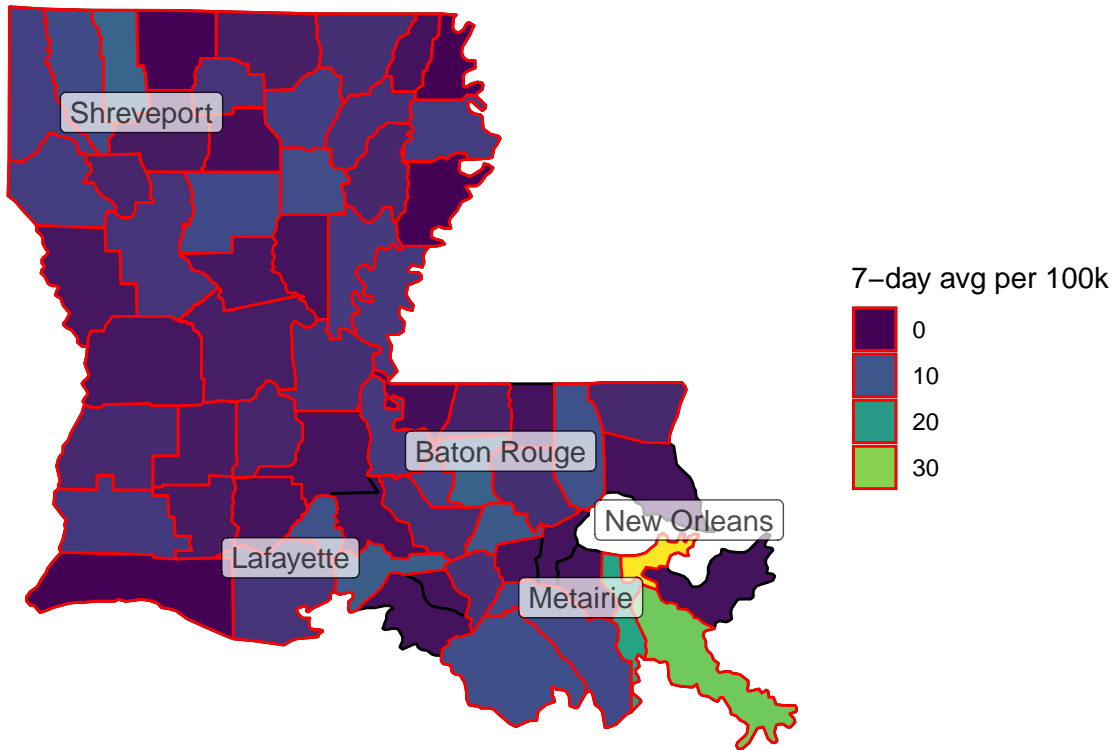 Shreveport
7−day avg per 100k
0
10
20
30
Baton Rouge
New Orleans
Lafayette
Metairie